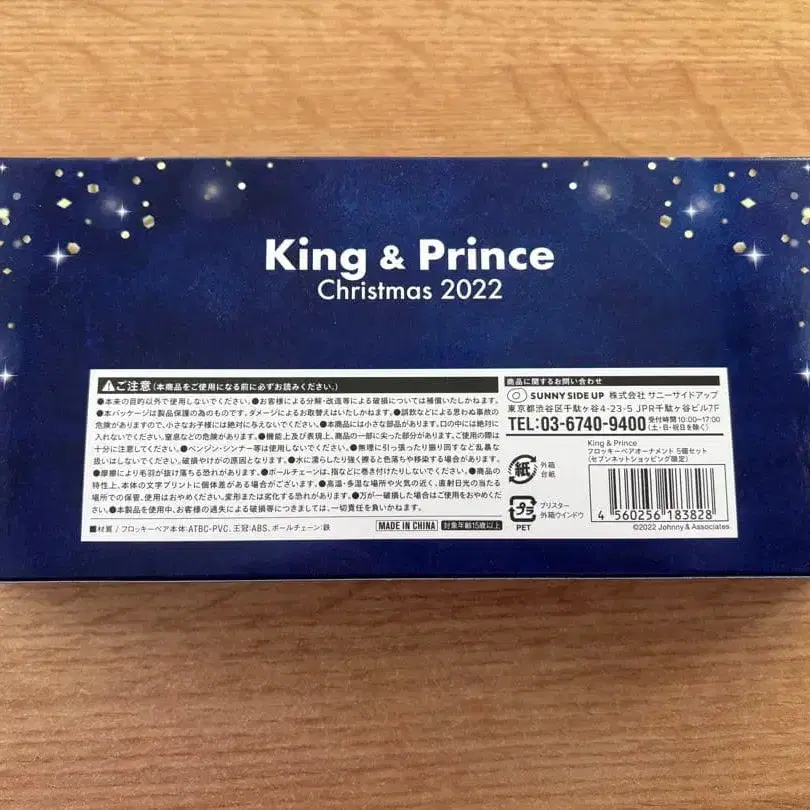 King & Prince
Christmas 2022
ご注意(本商品をご使用になる前に必ずお読みください。)
●本来の目的以外で使用しないでください。●お客様による分解・改造等による破損については補償いたしかねます。
●本パッケージは製品保護の為のものです。ダメージによるお取替えはいたしかねます。●誤飲などによる思わぬ事故の
危険がありますので、小さなお子様には絶対に与えないでください。●本商品には小さな部品があります。口の中には絶対に
入れないでください。窒息などの危険があります。●機能上及び表現上、商品の一部に尖った部分があります。ご使用の際は
十分に注意してください。●ベンジン・シンナー等は使用しないでください。●無理に引っ張ったり振り回すなど乱暴な
扱いはしないでください。破損やけがの原因となります。●水に濡らしたり強く擦ると色落ちや移染する場合があります。
●摩擦により毛羽が抜け落ちる恐れがあります。●ボールチェーンは、指などに巻き付けたりしないでください。●商品の
特性上、本体の文字プリントに個体差がある場合がございます。●高温・多湿な場所や火気の近く、直射日光の当たる
場所での保管、使用はおやめください。変形または劣化する恐れがあります。●万が一破損した場合はご使用をおやめくだ
さい。●本製品を使用中、お客様の過失による破損等につきましては、一切責任を負いかねます。
■材質 / フロッキーベア本体:ATBC-PVC、王冠:ABS、ボールチェーン:鉄
MADE IN CHINA
対象年齢15歳以上
商品に関するお問い合わせ
SUNNY SIDE UP 株式会社 サニーサイドアップ
東京都渋谷区千駄ヶ谷4-23-5 JPR千駄ヶ谷ビル7F
TEL:03-6740-9400
受付時間 10:00〜17:00
(土・日・祝日を除く)
King & Prince
フロッキーベアオーナメント 5個セット
(セブンネットショッピング限定)
紙
外箱
台紙
プラ
PET
ブリスター
外箱ウインドウ
4 560256 183828
©2022 Johnny & Associates